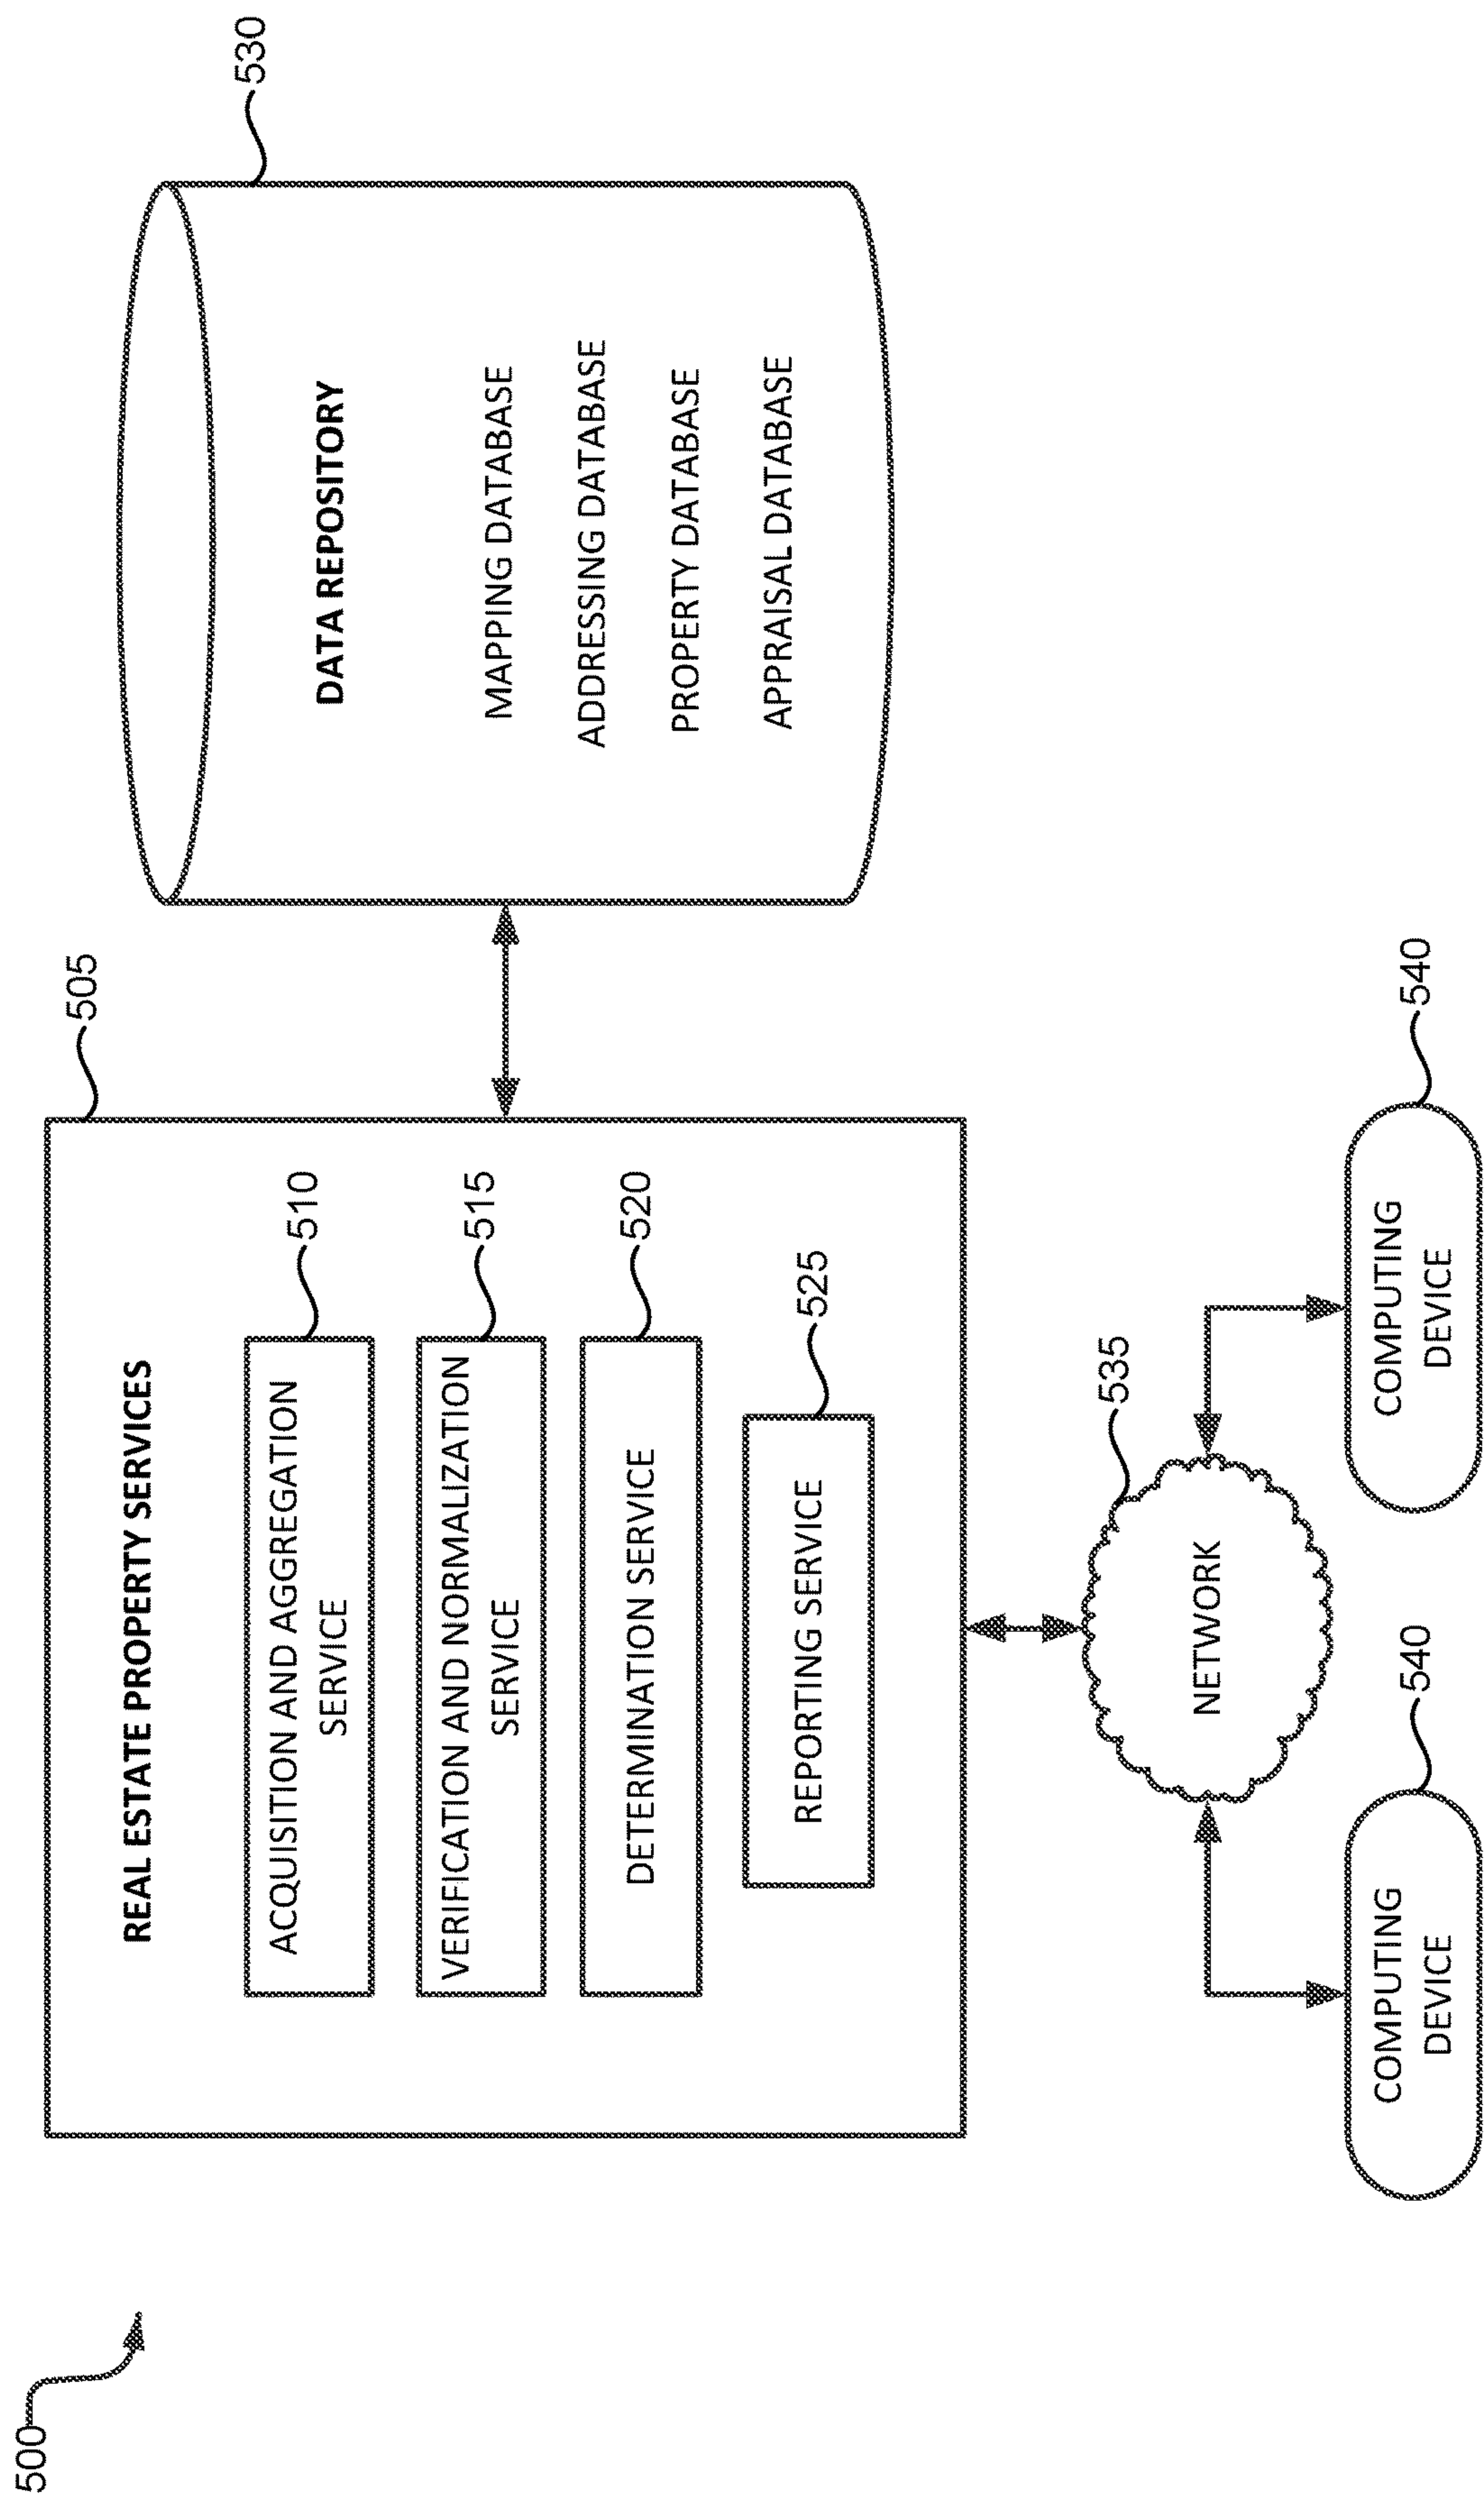 500
REAL ESTATE PROPERTY SERVICES
505
ACQUISITION AND AGGREGATION
SERVICE
510
VERIFICATION AND NORMALIZATION
SERVICE
515
DETERMINATION SERVICE
520
REPORTING SERVICE
525
530
DATA REPOSITORY
MAPPING DATABASE
ADDRESSING DATABASE
PROPERTY DATABASE
APPRAISAL DATABASE
NETWORK
535
COMPUTING
DEVICE
540
COMPUTING
DEVICE
540